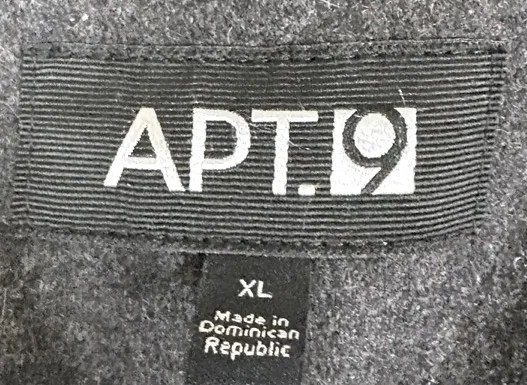 APT.9
XL
Made in
Dominican
Republic